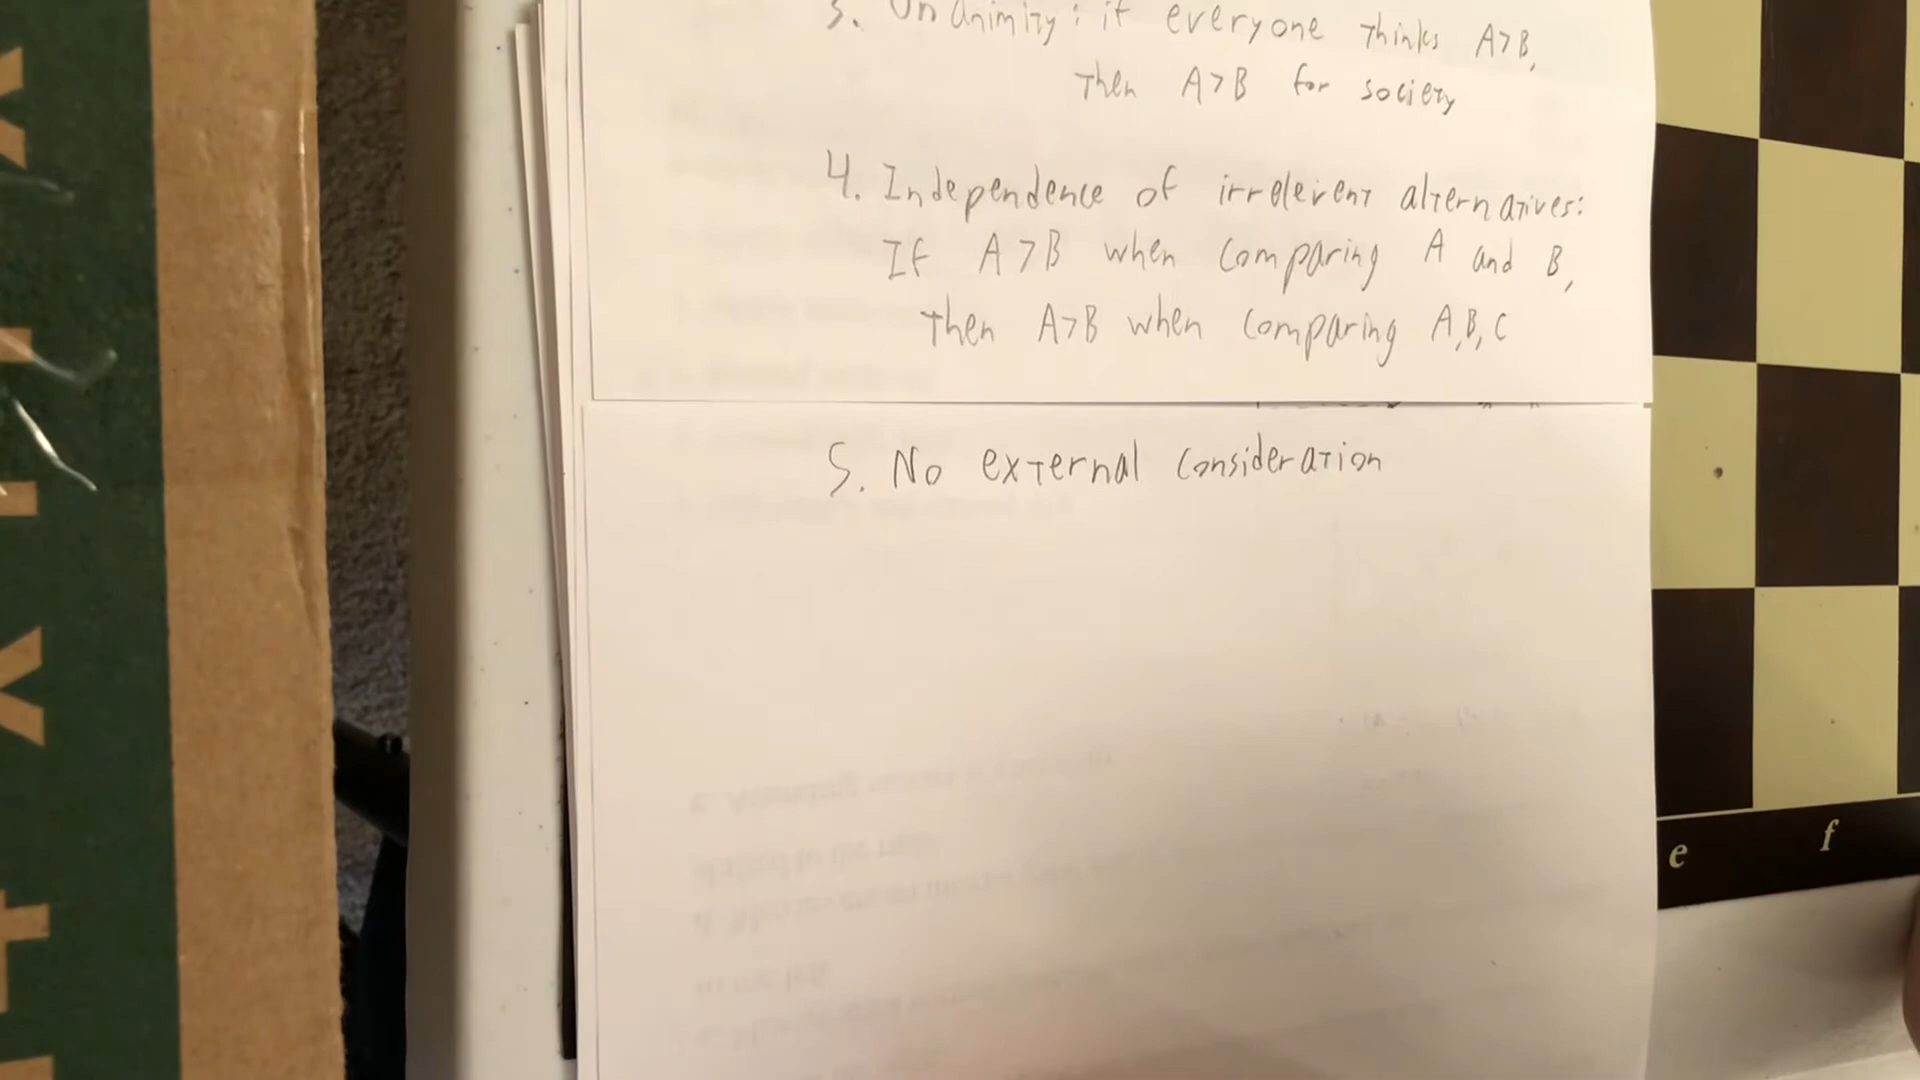 3. Unanimity: if everyone thinks A>B,
Then A>B for society
4. Independence of irrelevent alternatives:
If A>B when comparing A and B,
then A>B when comparing A,B,C
5. No external consideration
e f